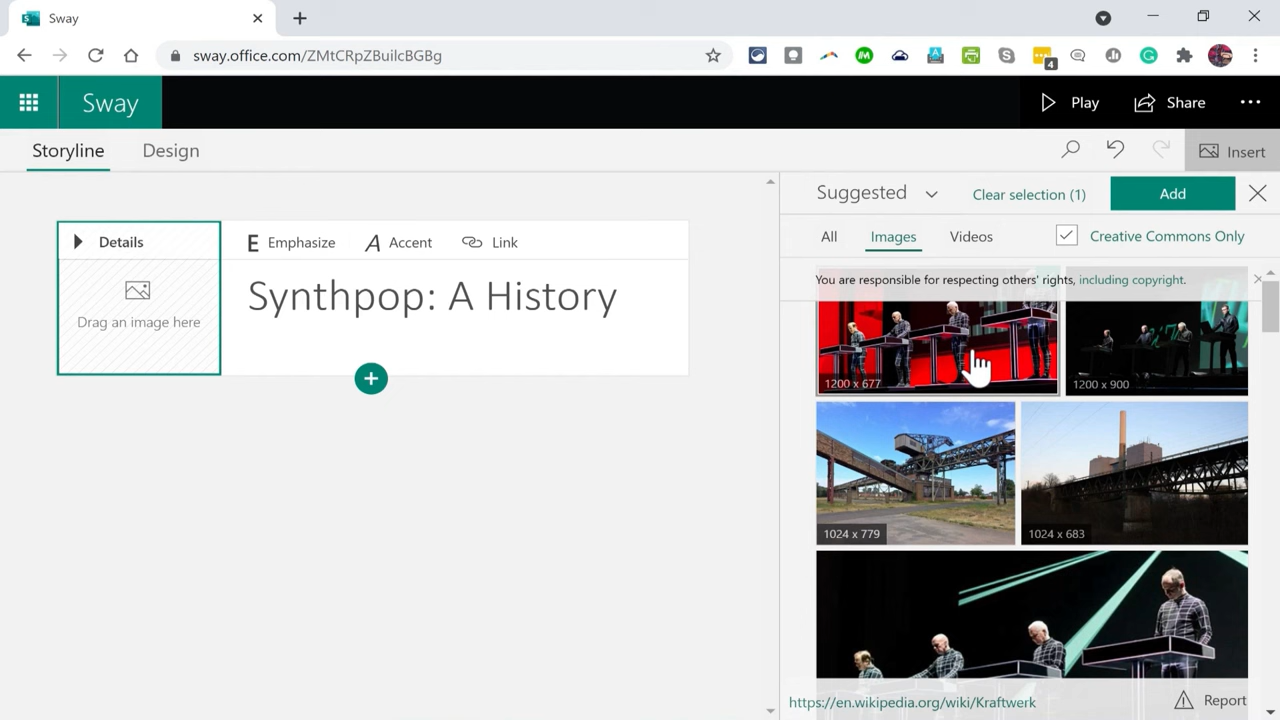 Sway
sway.office.com/ZMtCRpZBuilcBGBg
4
Sway
Play
Share
Storyline
Design
Insert
Suggested
Clear selection (1)
Add
Details
E Emphasize
A Accent
Link
All
Images
Videos
Creative Commons Only
You are responsible for respecting others' rights, including copyright.
Drag an image here
Synthpop: A History
1200 x 677
1200 x 900
1024 x 779
1024 x 683
https://en.wikipedia.org/wiki/Kraftwerk
Report